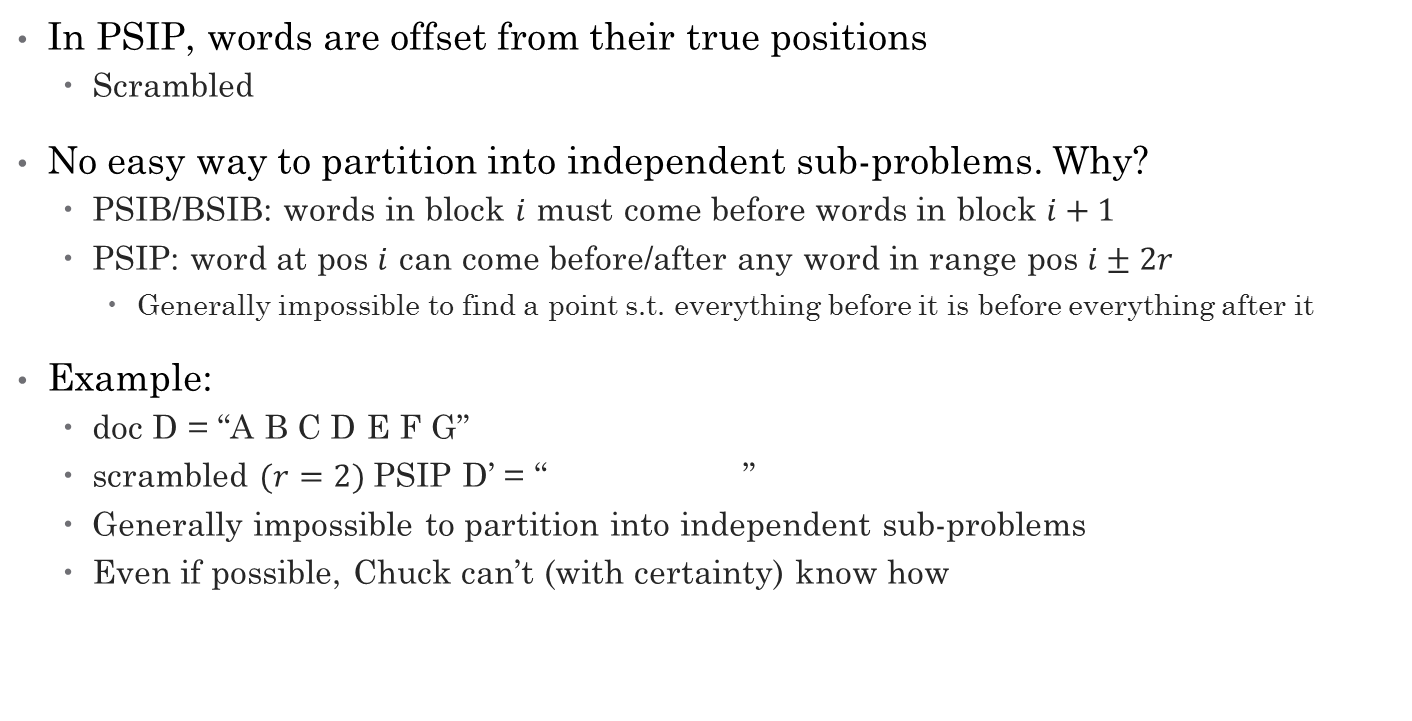 • In PSIP, words are offset from their true positions
• Scrambled
• No easy way to partition into independent sub-problems. Why?
• PSIB/BSIB: words in block i must come before words in block i + 1
• PSIP: word at pos i can come before/after any word in range pos i ± 2r
• Generally impossible to find a point s.t. everything before it is before everything after it
• Example:
• doc D = “A B C D E F G”
• scrambled (r = 2) PSIP D’ = “ ”
• Generally impossible to partition into independent sub-problems
• Even if possible, Chuck can’t (with certainty) know how